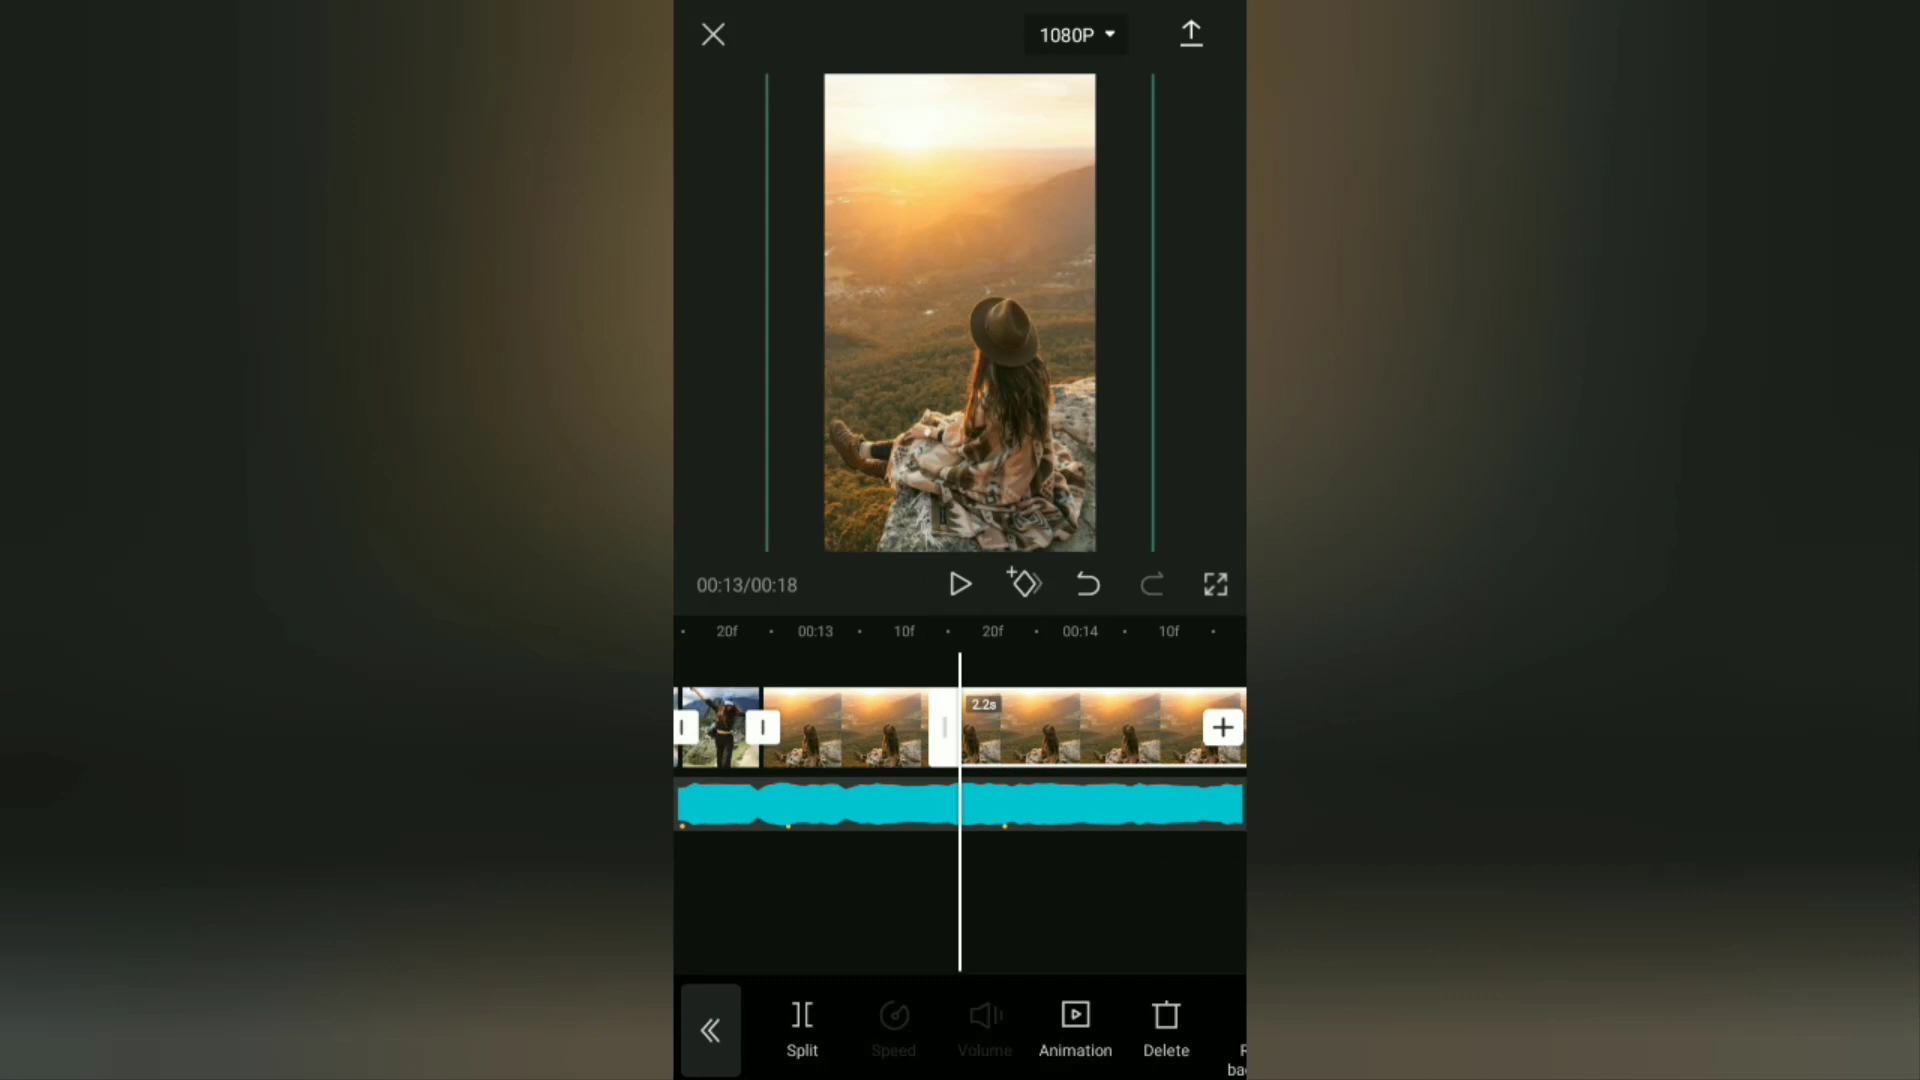 1080P
00:13/00:18
20f 00:13 10f 20f 00:14 10f
2.2s
Split Speed Volume Animation Delete